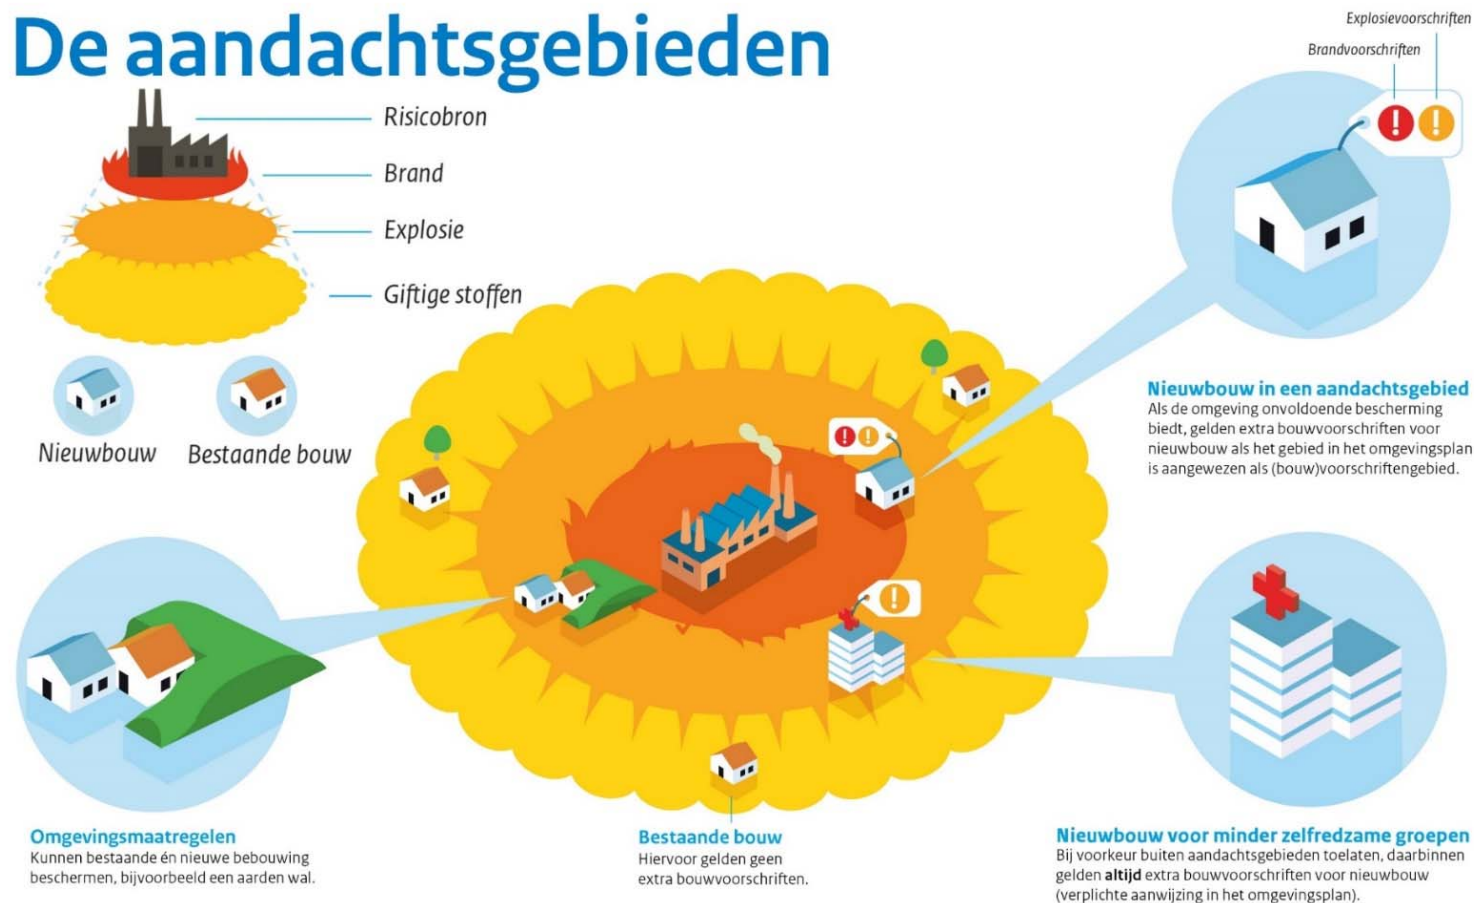 De aandachtsgebieden
Risicobron
Brand
Explosie
Giftige stoffen
Nieuwbouw
Bestaande bouw
Explosievoorschriften
Brandvoorschriften
Nieuwbouw in een aandachtsgebied
Als de omgeving onvoldoende bescherming
biedt, gelden extra bouwvoorschriften voor
nieuwbouw als het gebied in het omgevingsplan
is aangewezen als (bouw)voorschriftengebied.
Omgevingsmaatregelen
Kunnen bestaande én nieuwe bebouwing
beschermen, bijvoorbeeld een aarden wal.
Bestaande bouw
Hiervoor gelden geen
extra bouwvoorschriften.
Nieuwbouw voor minder zelfredzame groepen
Bij voorkeur buiten aandachtsgebieden toelaten, daarbinnen
gelden altijd extra bouwvoorschriften voor nieuwbouw
(verplichte aanwijzing in het omgevingsplan).